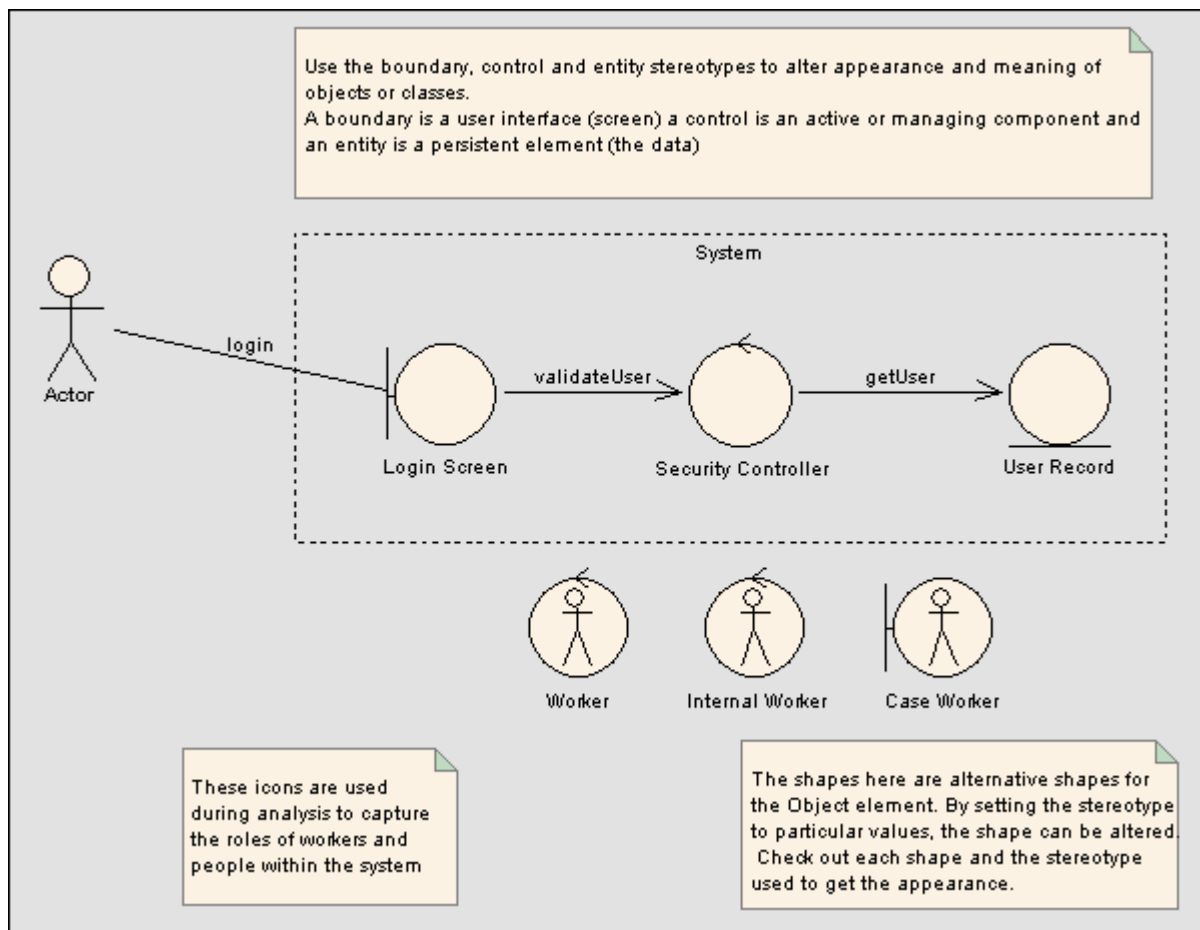 Use the boundary, control and entity stereotypes to alter appearance and meaning of
objects or classes.
A boundary is a user interface (screen) a control is an active or managing component and
an entity is a persistent element (the data)
System
login
validateUser
getUser
Actor
Login Screen
Security Controller
User Record
Worker
Internal Worker
Case Worker
These icons are used
during analysis to capture
the roles of workers and
people within the system
The shapes here are alternative shapes for
the Object element. By setting the stereotype
to particular values, the shape can be altered.
Check out each shape and the stereotype
used to get the appearance.